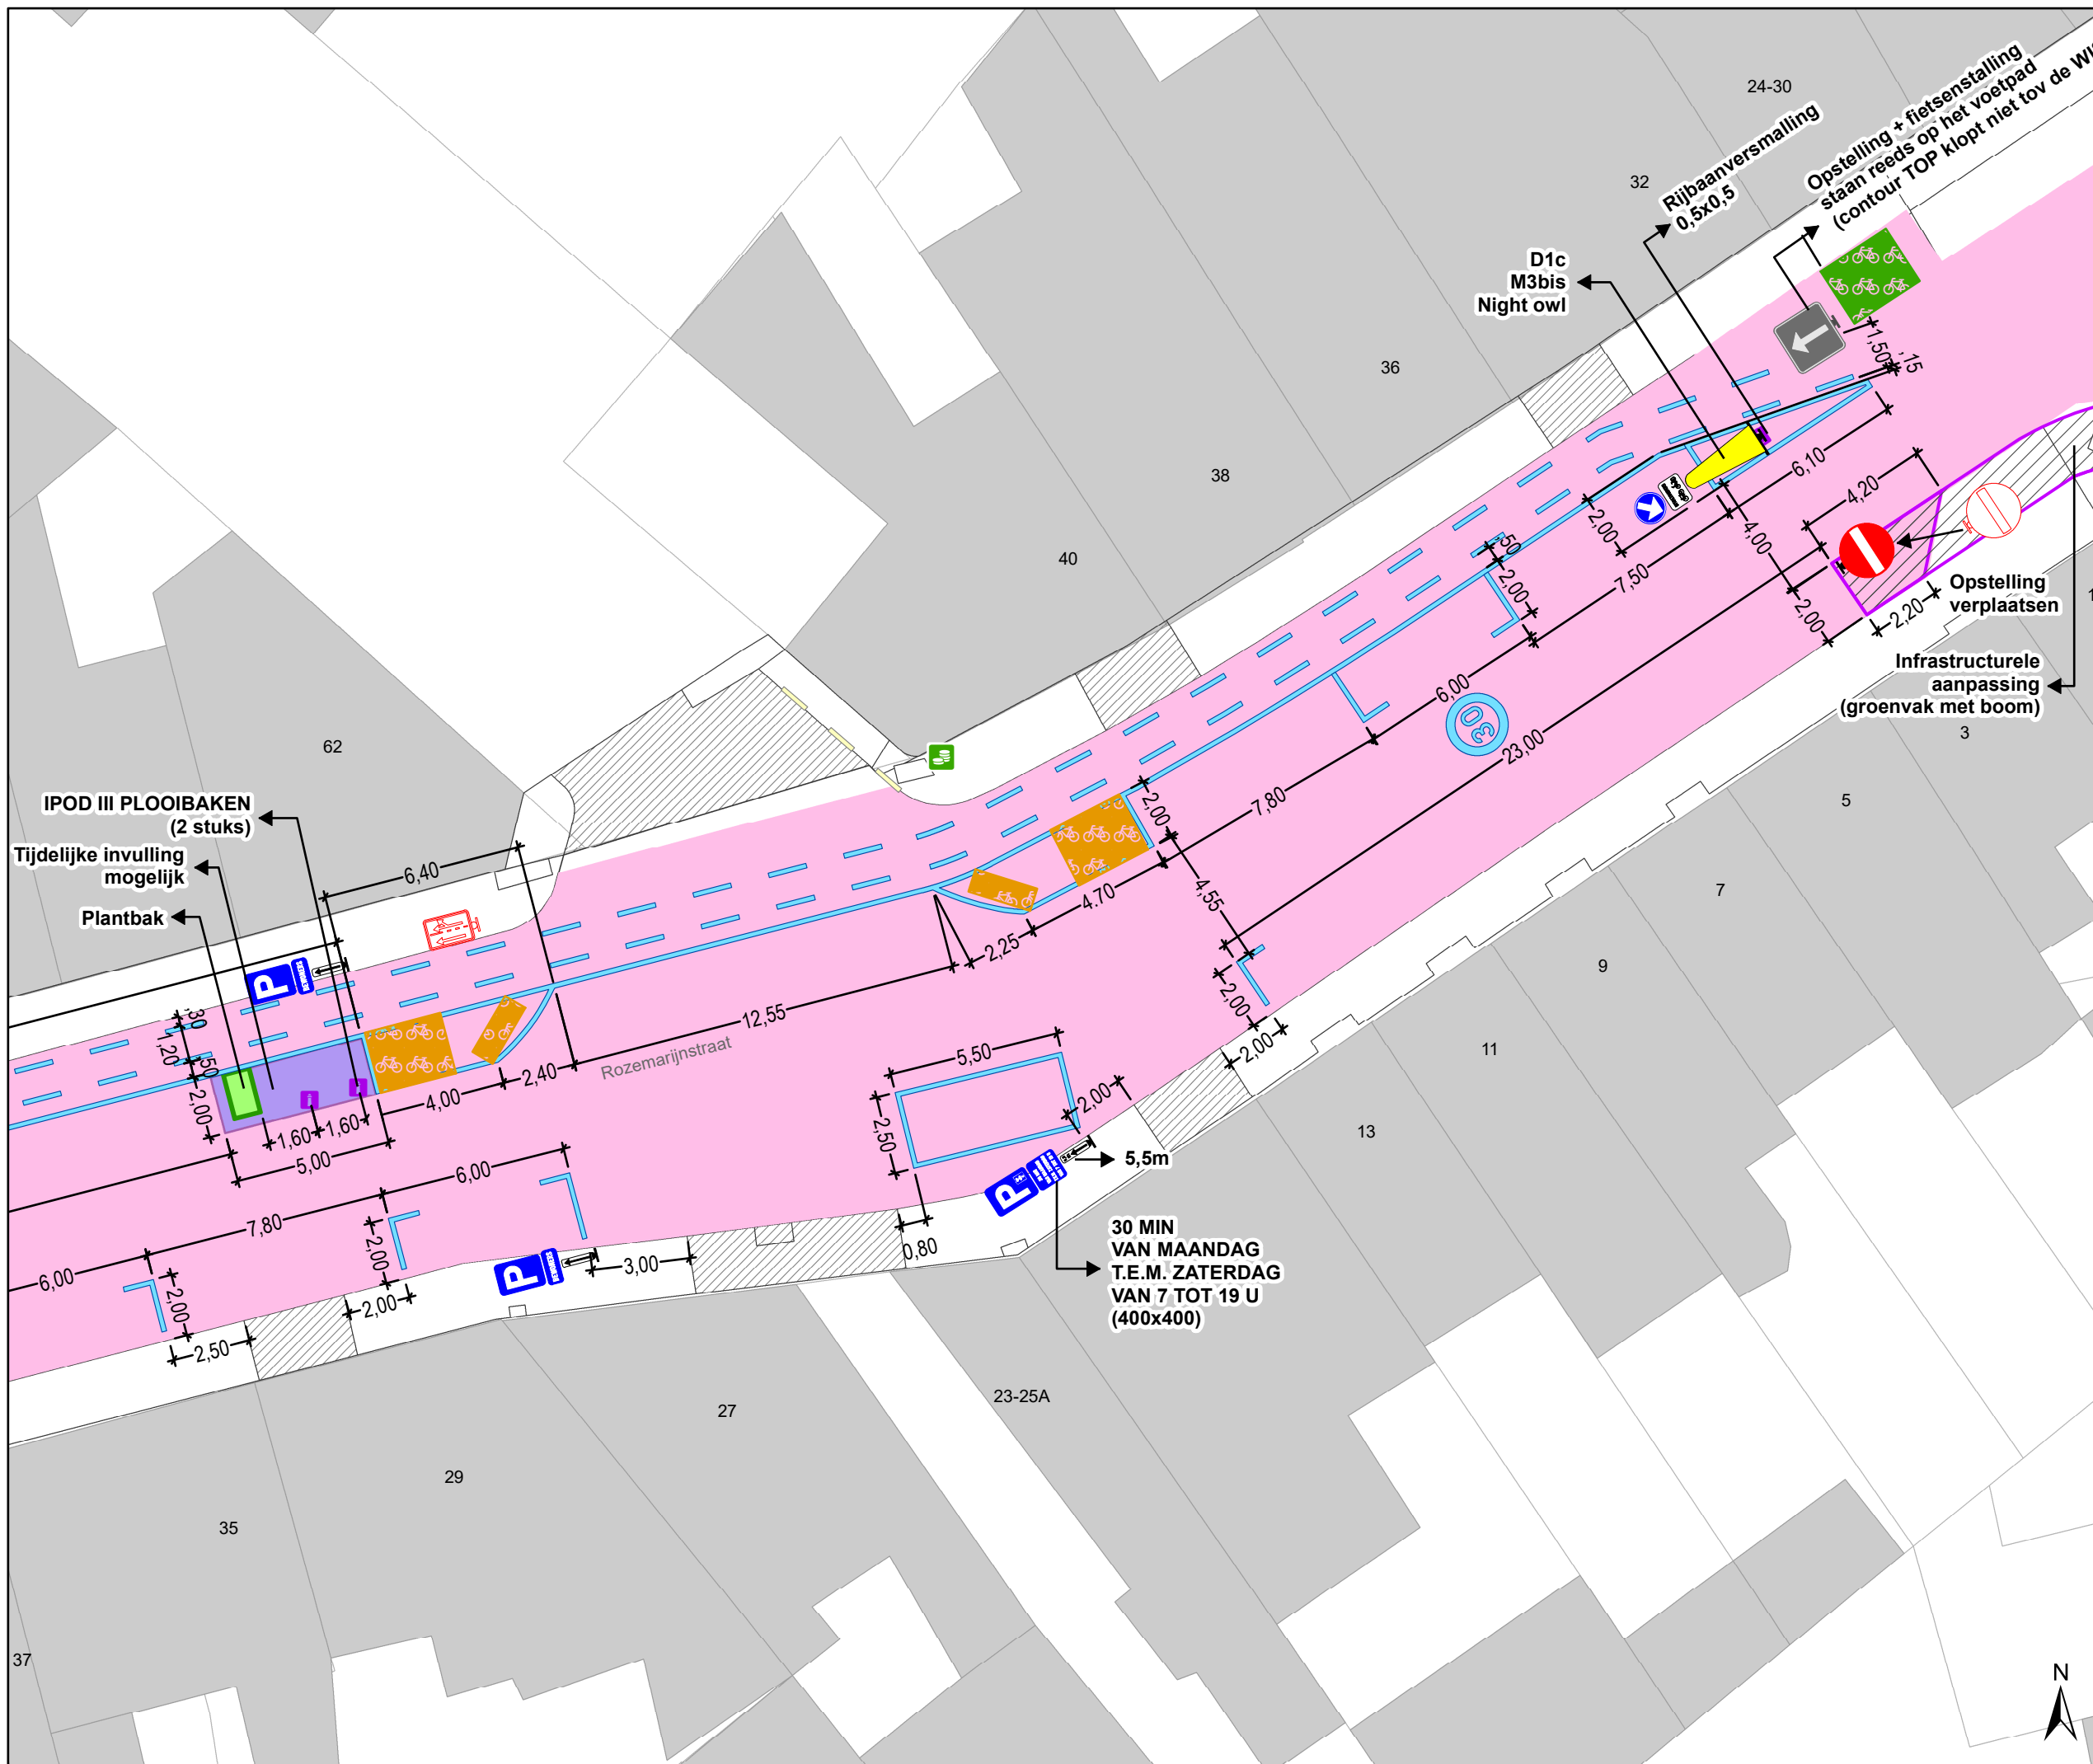 24-30
32
Rijbaanversmalling
0,5x0,5
Opstelling + fietsenstalling
staan reeds op het voetpad
(contour TOP klopt niet tov de
D1c
M3bis
Night owl
36
38
40
62
1,50
,15
6,10
4,20
2,00
4,00
7,50
,50
2,00
2,00
2,20
Opstelling
verplaatsen
Infrastructurele
aanpassing
(groenvak met boom)
3
5
7
9
11
13
6,00
30
23,00
7,80
2,00
4,55
4.70
2,25
2,00
2,00
IPOD III PLOOIBAKEN
(2 stuks)
Tijdelijke invulling
mogelijk
Plantbak
6,40
P
,30
1,20
,50
2,00
1,60
1,60
5,00
4,00
2,40
12,55
Rozemarijnstraat
5,50
2,50
2,00
0,80
P
5,5m
30 MIN
VAN MAANDAG
T.E.M. ZATERDAG
VAN 7 TOT 19 U
(400x400)
6,00
7,80
6,00
2,00
2,00
2,00
2,50
P
3,00
23-25A
27
29
35
37
N